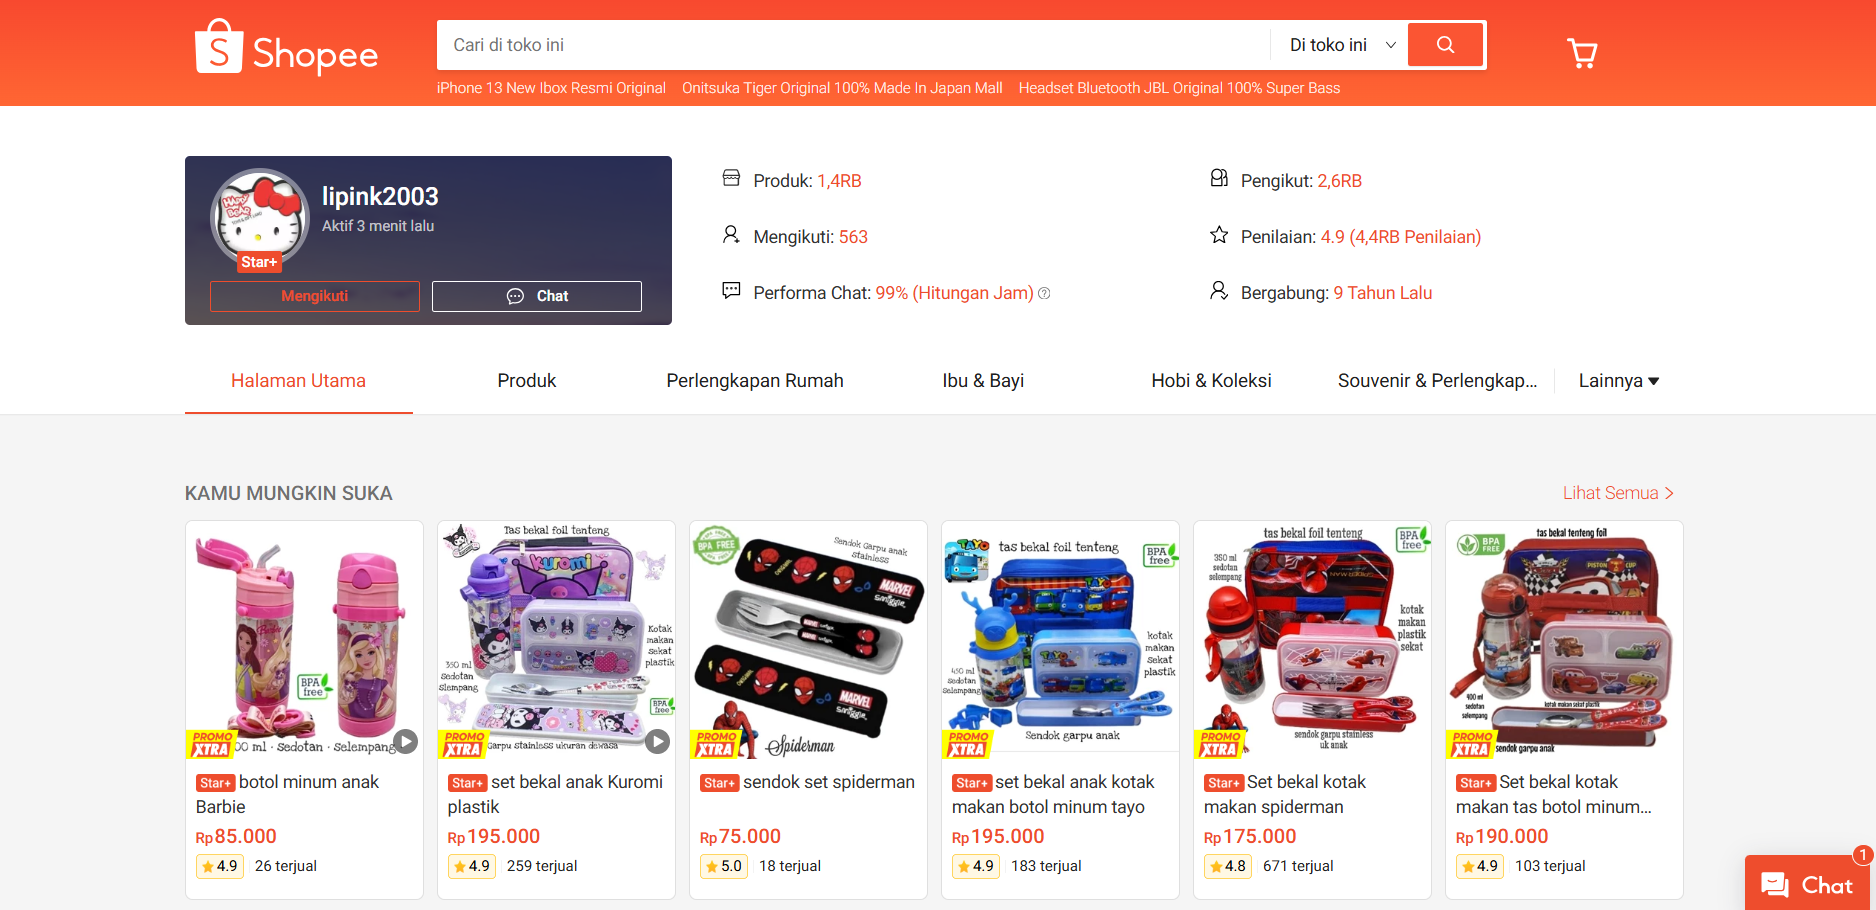 Shopee
Cari di toko ini
Di toko ini
iPhone 13 New Ibox Resmi Original
Onitsuka Tiger Original 100% Made In Japan Mall
Headset Bluetooth JBL Original 100% Super Bass
lipink2003
Aktif 3 menit lalu
Star+
Mengikuti
Chat
Produk: 1,4RB
Pengikut: 2,6RB
Mengikuti: 563
Penilaian: 4.9 (4,4RB Penilaian)
Performa Chat: 99% (Hitungan Jam)
Bergabung: 9 Tahun Lalu
Halaman Utama
Produk
Perlengkapan Rumah
Ibu & Bayi
Hobi & Koleksi
Souvenir & Perlengkap...
Lainnya
KAMU MUNGKIN SUKA
Lihat Semua
BPA free
00 ml · sedotan · selempang
PROMO XTRA
Star+ botol minum anak
Barbie
Rp85.000
4.9
26 terjual
Tas bekal foil tenteng
kuromi
Kotak
makan
sekat
plastik
350 ml
sedotan
selempang
BPA free
Garpu stainless ukuran dewasa
PROMO XTRA
Star+ set bekal anak Kuromi
plastik
Rp195.000
4.9
259 terjual
BPA FREE
Sendok Garpu anak
stainless
MARVEL
MARVEL
Spiderman
PROMO XTRA
Star+ sendok set spiderman
Rp75.000
5.0
18 terjual
TAYO
tas bekal foil tenteng
BPA free
TAYO
kotak
makan
sekat
plastik
450 ml
sedotan
selempang
Sendok garpu anak
PROMO XTRA
Star+ set bekal anak kotak
makan botol minum tayo
Rp195.000
4.9
183 terjual
tas bekal foil tenteng
BPA free
350 ml
sedotan
selempang
kotak
makan
plastik
sekat
sendok garpu stainless
uk anak
PROMO XTRA
Star+ Set bekal kotak
makan spiderman
Rp175.000
4.8
671 terjual
tas bekal tenteng foil
BPA FREE
PISTON CUP
400 ml
sedotan
selempang
kotak makan sekat plastik
sendok garpu anak
PROMO XTRA
Star+ Set bekal kotak
makan tas botol minum...
Rp190.000
4.9
103 terjual
1
Chat